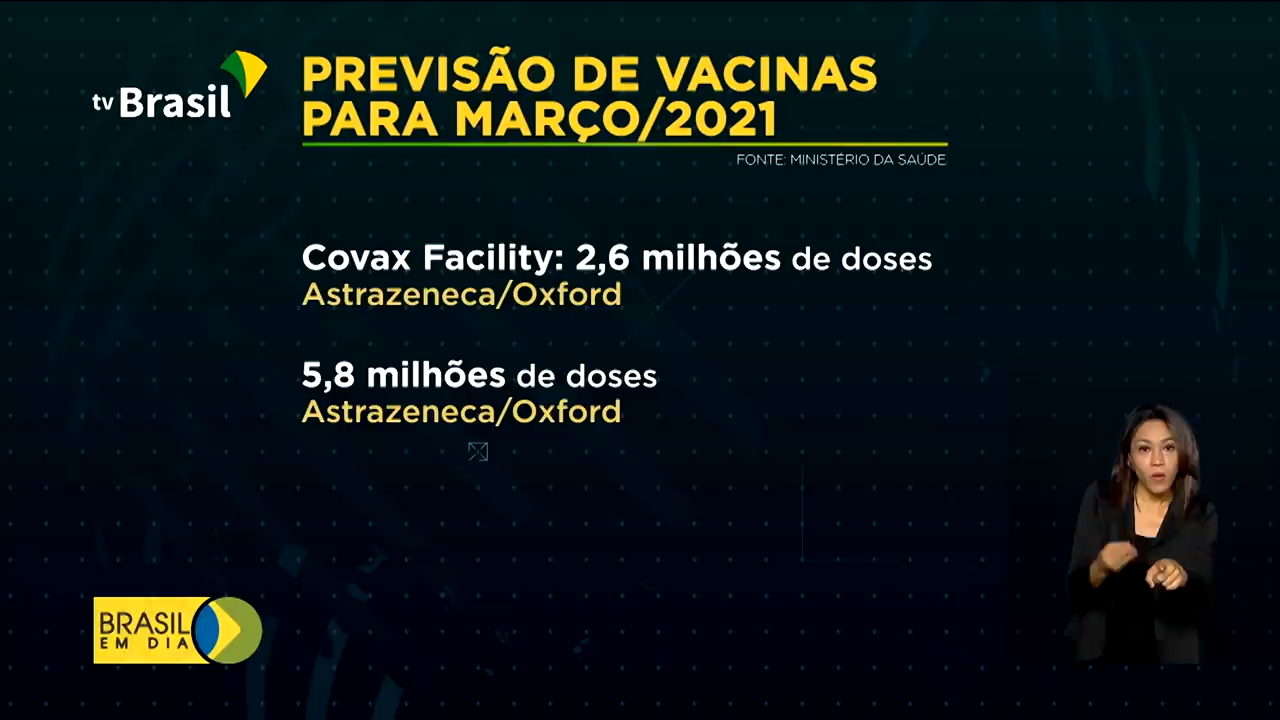 tv Brasil
PREVISÃO DE VACINAS
PARA MARÇO/2021
FONTE: MINISTÉRIO DA SAÚDE
Covax Facility: 2,6 milhões de doses
Astrazeneca/Oxford
5,8 milhões de doses
Astrazeneca/Oxford
BRASIL
EM DIA